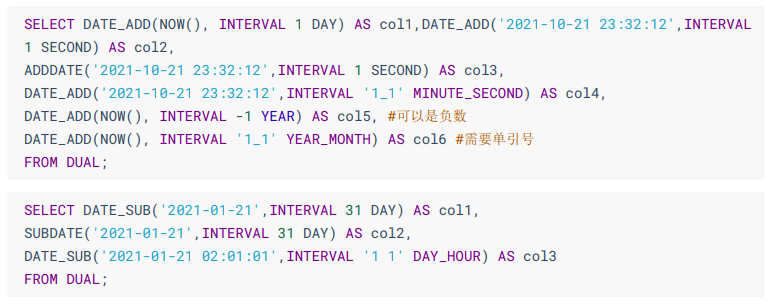 SELECT DATE_ADD(NOW(), INTERVAL 1 DAY) AS col1,DATE_ADD('2021-10-21 23:32:12',INTERVAL
1 SECOND) AS col2,
ADDDATE('2021-10-21 23:32:12',INTERVAL 1 SECOND) AS col3,
DATE_ADD('2021-10-21 23:32:12',INTERVAL '1_1' MINUTE_SECOND) AS col4,
DATE_ADD(NOW(), INTERVAL -1 YEAR) AS col5, #可以是负数
DATE_ADD(NOW(), INTERVAL '1_1' YEAR_MONTH) AS col6 #需要单引号
FROM DUAL;
SELECT DATE_SUB('2021-01-21',INTERVAL 31 DAY) AS col1,
SUBDATE('2021-01-21',INTERVAL 31 DAY) AS col2,
DATE_SUB('2021-01-21 02:01:01',INTERVAL '1 1' DAY_HOUR) AS col3
FROM DUAL;